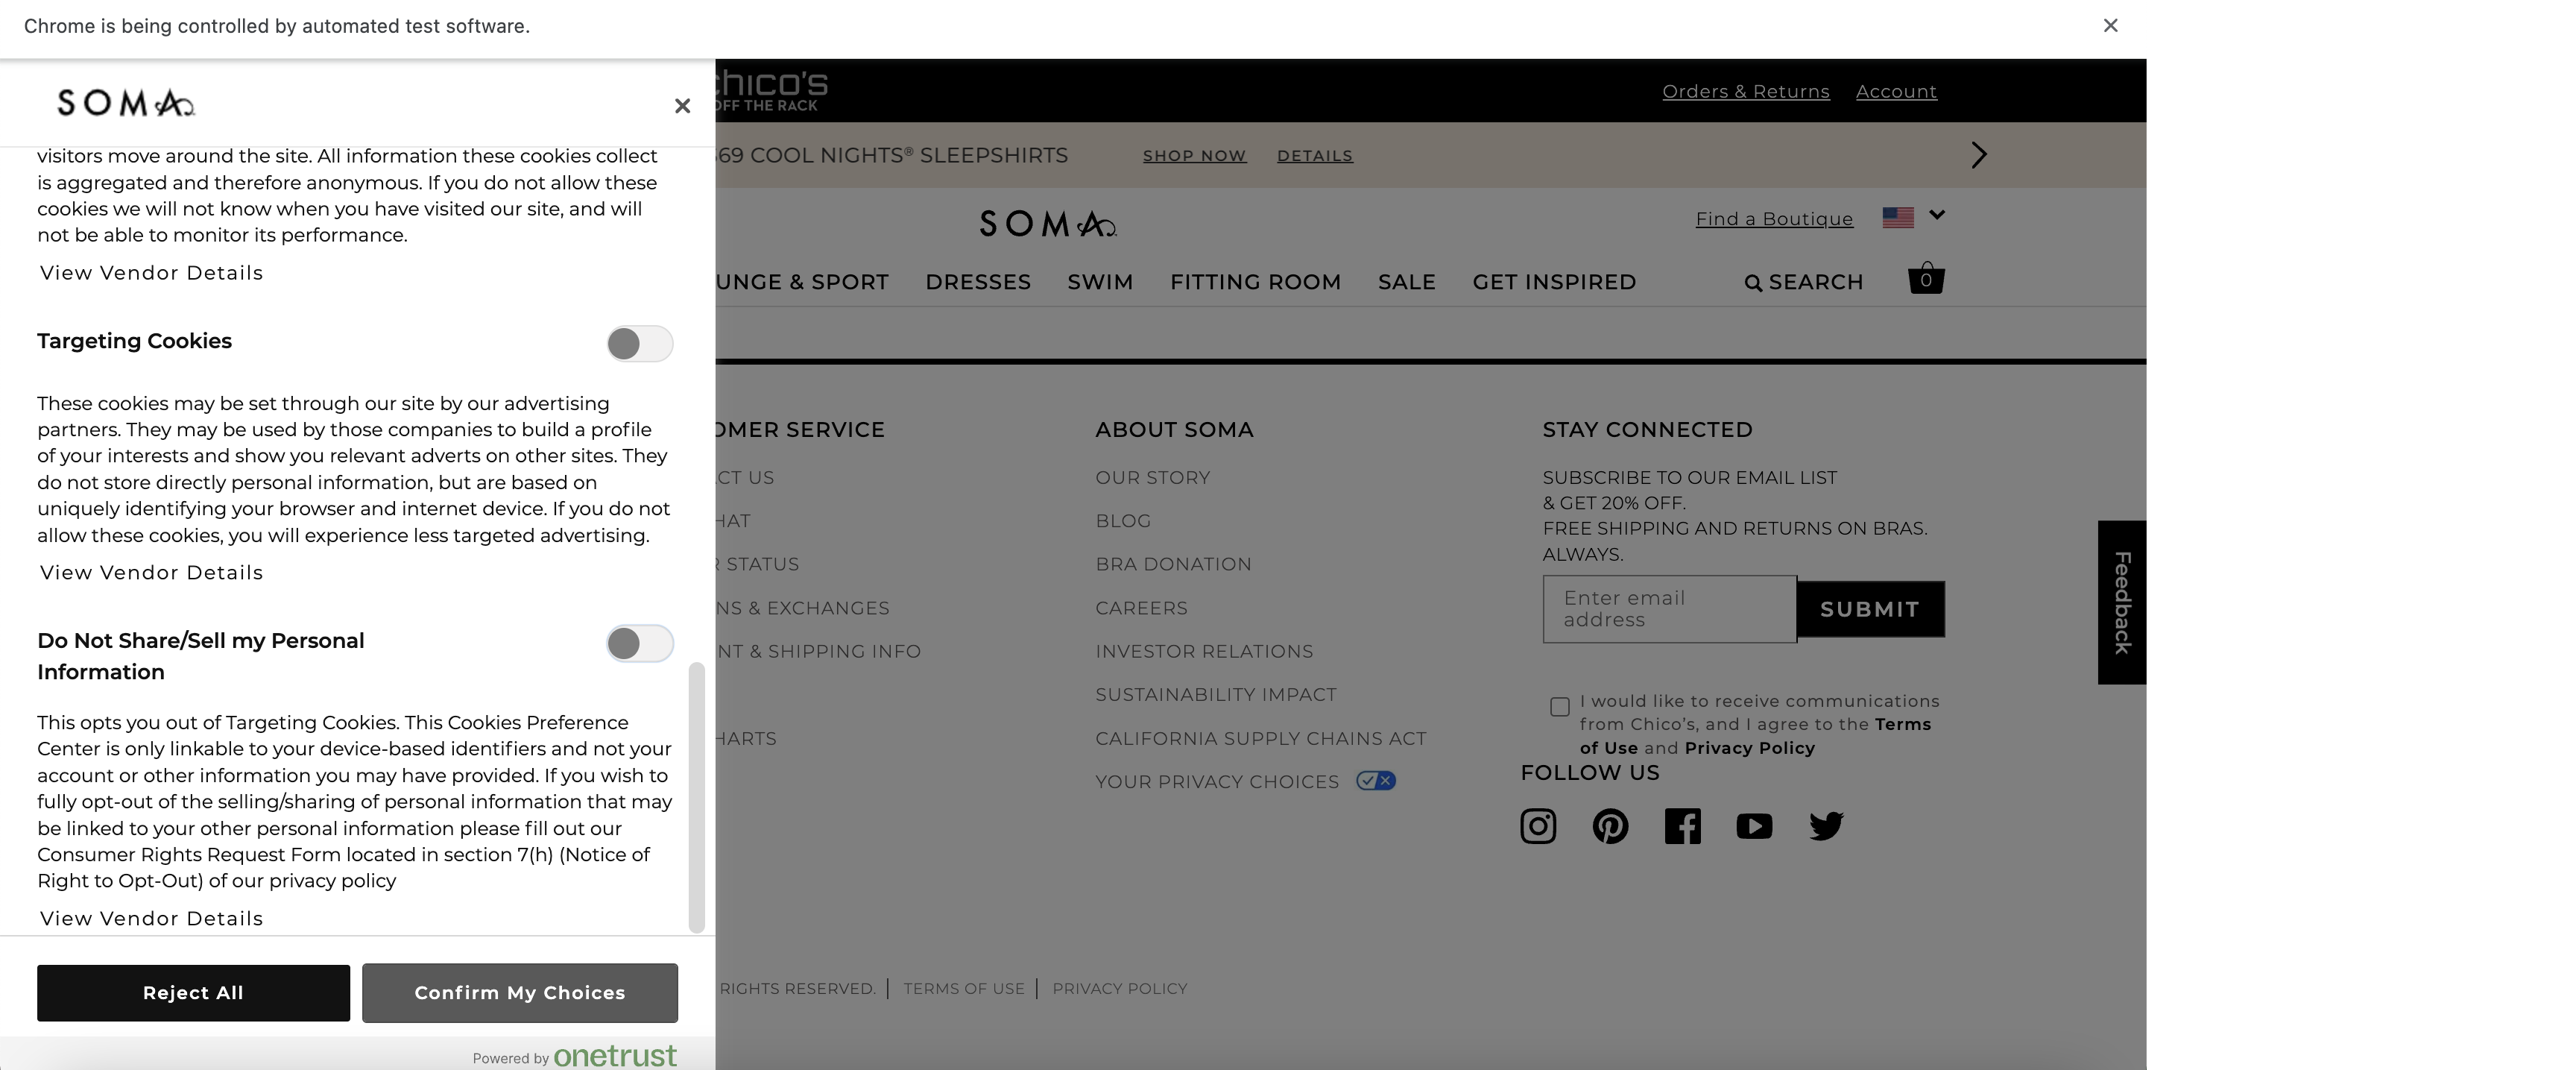 Chrome is being controlled by automated test software.
SOMA
visitors move around the site. All information these cookies collect
is aggregated and therefore anonymous. If you do not allow these
cookies we will not know when you have visited our site, and will
not be able to monitor its performance.
View Vendor Details
Targeting Cookies
These cookies may be set through our site by our advertising
partners. They may be used by those companies to build a profile
of your interests and show you relevant adverts on other sites. They
do not store directly personal information, but are based on
uniquely identifying your browser and internet device. If you do not
allow these cookies, you will experience less targeted advertising.
View Vendor Details
Do Not Share/Sell my Personal
Information
This opts you out of Targeting Cookies. This Cookies Preference
Center is only linkable to your device-based identifiers and not your
account or other information you may have provided. If you wish to
fully opt-out of the selling/sharing of personal information that may
be linked to your other personal information please fill out our
Consumer Rights Request Form located in section 7(h) (Notice of
Right to Opt-Out) of our privacy policy
View Vendor Details
Reject All
Confirm My Choices
Powered by onetrust
chico's
OFF THE RACK
Orders & Returns
Account
69 COOL NIGHTS® SLEEPSHIRTS
SHOP NOW
DETAILS
SOMA
Find a Boutique
UNGE & SPORT
DRESSES
SWIM
FITTING ROOM
SALE
GET INSPIRED
SEARCH
0
OMER SERVICE
CT US
HAT
R STATUS
NS & EXCHANGES
NT & SHIPPING INFO
HARTS
ABOUT SOMA
OUR STORY
BLOG
BRA DONATION
CAREERS
INVESTOR RELATIONS
SUSTAINABILITY IMPACT
CALIFORNIA SUPPLY CHAINS ACT
YOUR PRIVACY CHOICES
STAY CONNECTED
SUBSCRIBE TO OUR EMAIL LIST
& GET 20% OFF.
FREE SHIPPING AND RETURNS ON BRAS.
ALWAYS.
Enter email
address
SUBMIT
I would like to receive communications
from Chico's, and I agree to the Terms
of Use and Privacy Policy
FOLLOW US
Feedback
RIGHTS RESERVED.
TERMS OF USE
PRIVACY POLICY